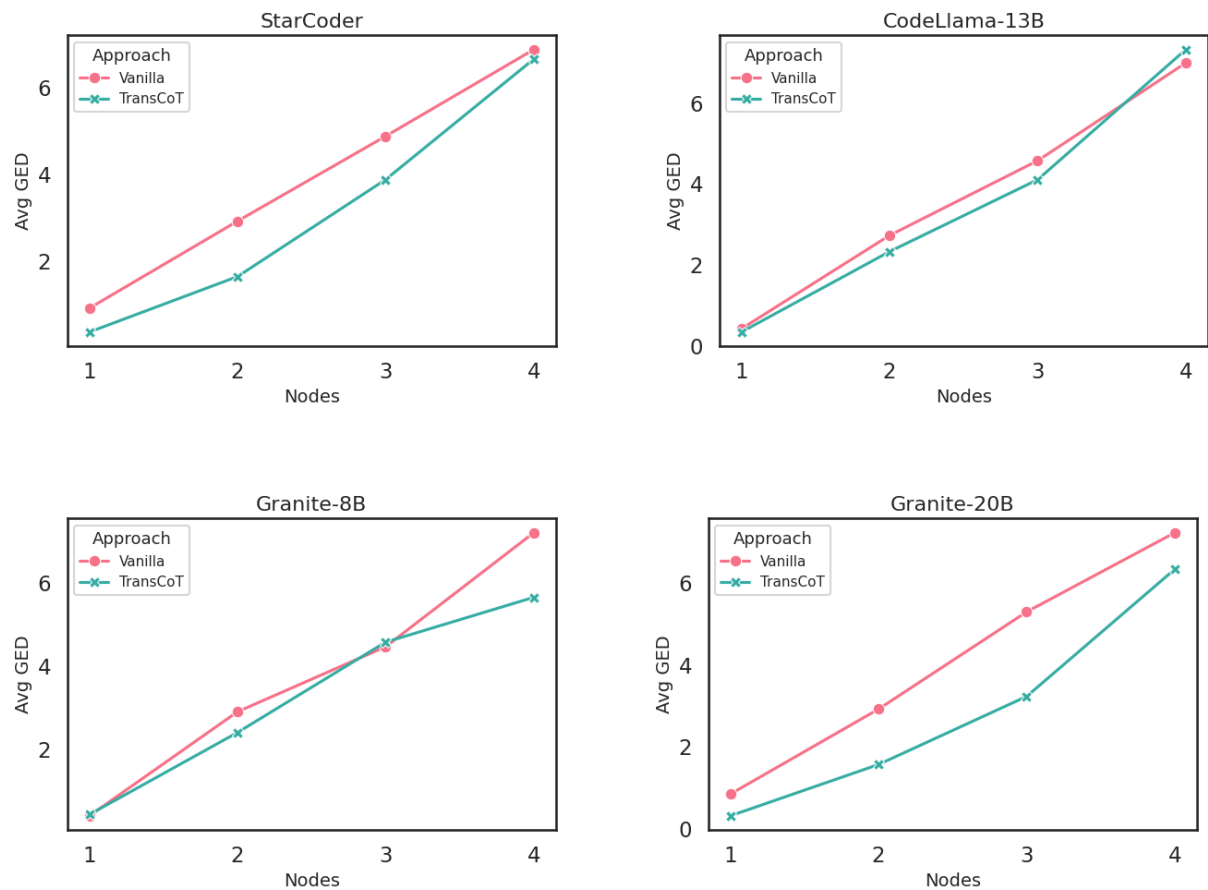 StarCoder
Approach
Vanilla
TransCoT
6
4
2
Avg GED
1 2 3 4
Nodes
CodeLlama-13B
Approach
Vanilla
TransCoT
6
4
2
0
Avg GED
1 2 3 4
Nodes
Granite-8B
Approach
Vanilla
TransCoT
6
4
2
Avg GED
1 2 3 4
Nodes
Granite-20B
Approach
Vanilla
TransCoT
6
4
2
0
Avg GED
1 2 3 4
Nodes